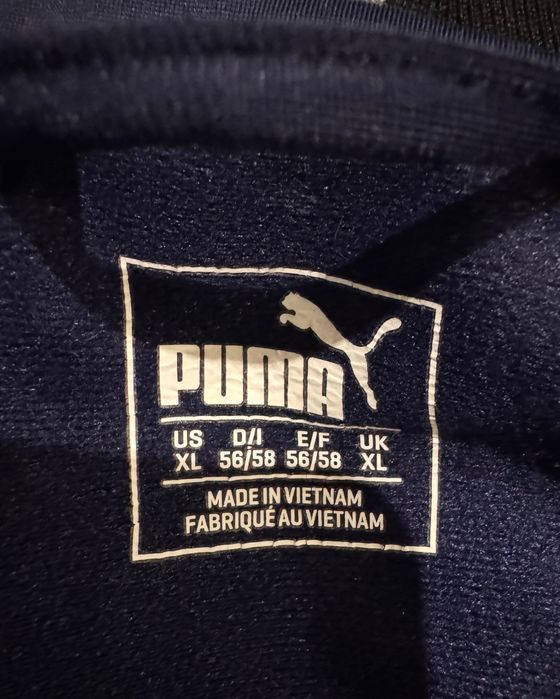 PUMA
US D/I E/F UK
XL 56/58 56/58 XL
MADE IN VIETNAM
FABRIQUÉ AU VIETNAM